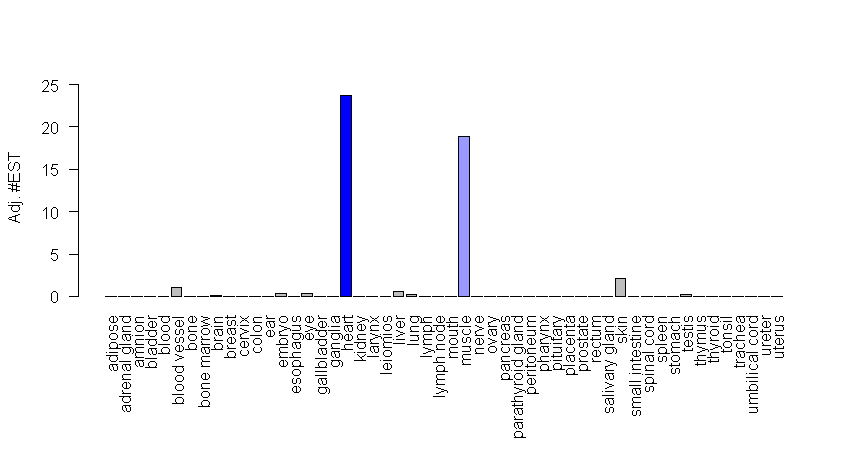 25
20
15
10
5
0
Adj. #EST
adipose
adrenal gland
amnion
bladder
blood
blood vessel
bone
bone marrow
brain
breast
cervix
colon
ear
embryo
esophagus
eye
gallbladder
ganglia
heart
kidney
larynx
leiomios
liver
lung
lymph
lymph node
mouth
muscle
nerve
ovary
pancreas
parathyroid gland
peritoneum
pharynx
pituitary
placenta
prostate
rectum
salivary gland
skin
small intestine
spinal cord
spleen
stomach
testis
thymus
thyroid
tonsil
trachea
umbilical cord
ureter
uterus